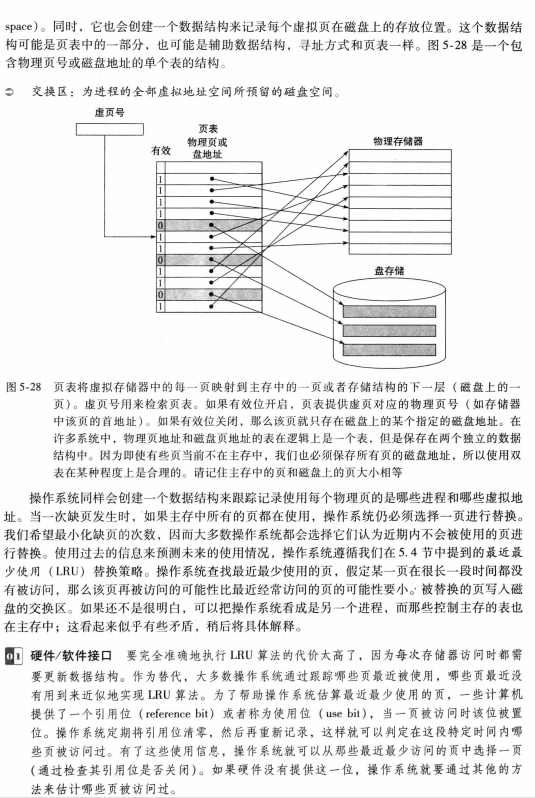 space）。同时，它也会创建一个数据结构来记录每个虚拟页在磁盘上的存放位置。这个数据结
构可能是页表中的一部分，也可能是辅助数据结构，寻址方式和页表一样。图 5-28 是一个包
含物理页号或磁盘地址的单个表的结构。
交换区：为进程的全部虚拟地址空间所预留的磁盘空间。
虚页号
页表
物理页或
有效 盘地址
物理存储器
1
1
1
1
0
1
1
0
1
1
0
1
盘存储
图 5-28 页表将虚拟存储器中的每一页映射到主存中的一页或者存储结构的下一层（磁盘上的一
页）。虚页号用来检索页表。如果有效位开启，页表提供虚页对应的物理页号（如存储器
中该页的首地址）。如果有效位关闭，那么该页就只存在磁盘上的某个指定的磁盘地址。在
许多系统中，物理页地址和磁盘页地址的表在逻辑上是一个表，但是保存在两个独立的数据
结构中。因为即使有些页当前不在主存中，我们也必须保存所有页的磁盘地址，所以使用双
表在某种程度上是合理的。请记住主存中的页和磁盘上的页大小相等
操作系统同样会创建一个数据结构来跟踪记录使用每个物理页的是哪些进程和哪些虚拟地
址。当一次缺页发生时，如果主存中所有的页都在使用，操作系统仍必须选择一页进行替换。
我们希望最小化缺页的次数，因而大多数操作系统都会选择它们认为近期内不会被使用的页进
行替换。使用过去的信息来预测未来的使用情况，操作系统遵循我们在 5.4 节中提到的最近最
少使用（LRU）替换策略。操作系统查找最近最少使用的页，假定某一页在很长一段时间都没
有被访问，那么该页再被访问的可能性比最近经常访问的页的可能性要小。被替换的页写入磁
盘的交换区。如果还不是很明白，可以把操作系统看成是另一个进程，而那些控制主存的表也
在主存中；这看起来似乎有些矛盾，稍后将具体解释。
01 硬件/软件接口 要完全准确地执行 LRU 算法的代价太高了，因为每次存储器访问时都需
要更新数据结构。作为替代，大多数操作系统通过跟踪哪些页最近被使用，哪些页最近没
有用到来近似地实现 LRU 算法。为了帮助操作系统估算最近最少使用的页，一些计算机
提供了一个引用位（reference bit）或者称为使用位（use bit），当一页被访问时该位被置
位。操作系统定期将引用位清零，然后再重新记录，这样就可以判定在这段特定时间内哪
些页被访问过。有了这些使用信息，操作系统就可以从那些最近最少访问的页中选择一页
（通过检查其引用位是否关闭）。如果硬件没有提供这一位，操作系统就要通过其他的方
法来估计哪些页被访问过。